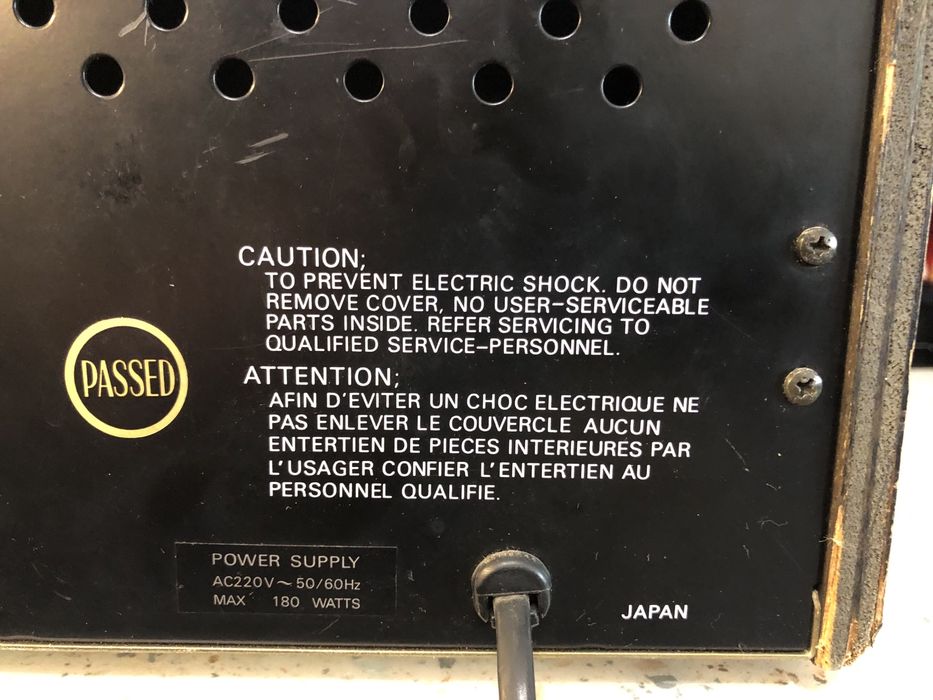 CAUTION;
TO PREVENT ELECTRIC SHOCK. DO NOT
REMOVE COVER, NO USER-SERVICEABLE
PARTS INSIDE. REFER SERVICING TO
QUALIFIED SERVICE-PERSONNEL.
PASSED
ATTENTION;
AFIN D'EVITER UN CHOC ELECTRIQUE NE
PAS ENLEVER LE COUVERCLE AUCUN
ENTERTIEN DE PIECES INTERIEURES PAR
L'USAGER CONFIER L'ENTERTIEN AU
PERSONNEL QUALIFIE.
POWER SUPPLY
AC220V~50/60Hz
MAX 180 WATTS
JAPAN